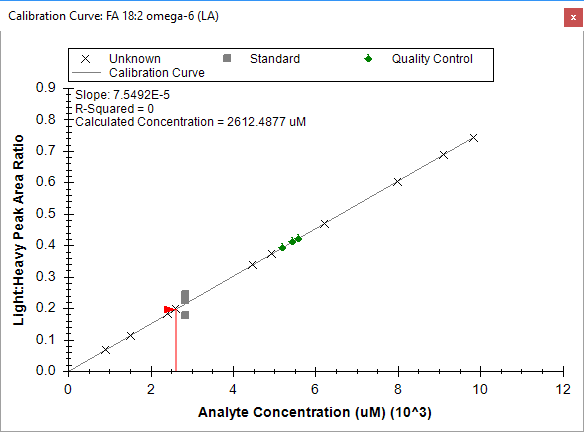 Calibration Curve: FA 18:2 omega-6 (LA)
x
Unknown Standard Quality Control
Calibration Curve
Slope: 7.5492E-5
R-Squared = 0
Calculated Concentration = 2612.4877 uM
Light:Heavy Peak Area Ratio
0.9
0.8
0.7
0.6
0.5
0.4
0.3
0.2
0.1
0.0
0 2 4 6 8 10 12
Analyte Concentration (uM) (10^3)